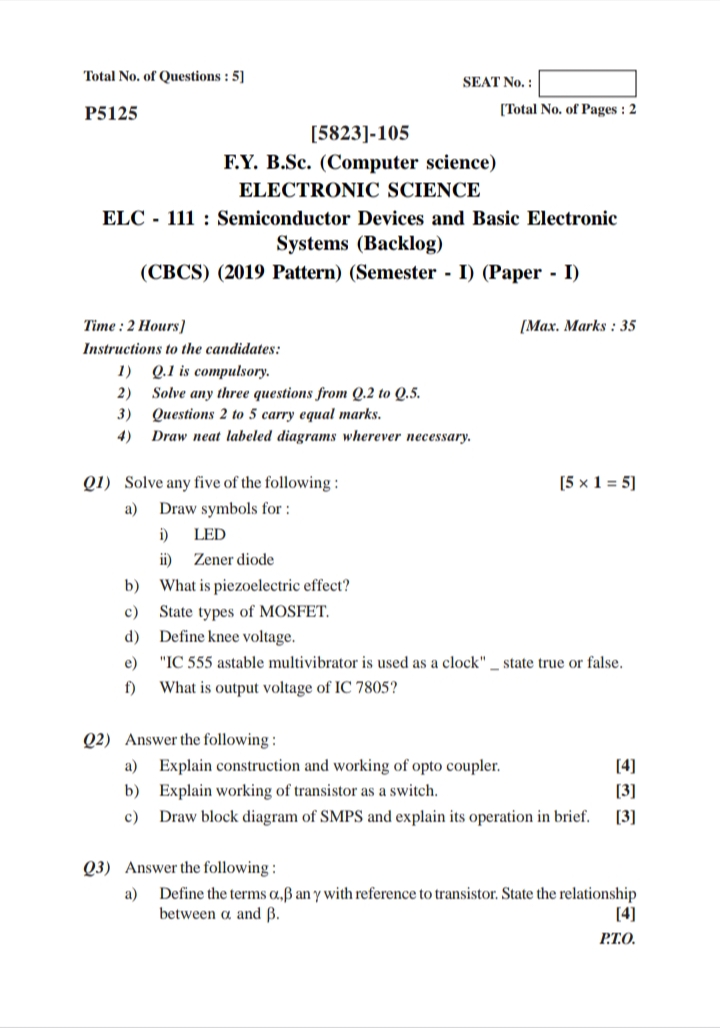 Total No. of Questions : 5]
SEAT No. :
P5125
[Total No. of Pages : 2
[5823]-105
F.Y. B.Sc. (Computer science)
ELECTRONIC SCIENCE
ELC - 111 : Semiconductor Devices and Basic Electronic
Systems (Backlog)
(CBCS) (2019 Pattern) (Semester - I) (Paper - I)
Time : 2 Hours]
[Max. Marks : 35
Instructions to the candidates:
1) Q.1 is compulsory.
2) Solve any three questions from Q.2 to Q.5.
3) Questions 2 to 5 carry equal marks.
4) Draw neat labeled diagrams wherever necessary.
Q1) Solve any five of the following : [5 × 1 = 5]
a) Draw symbols for :
i) LED
ii) Zener diode
b) What is piezoelectric effect?
c) State types of MOSFET.
d) Define knee voltage.
e) "IC 555 astable multivibrator is used as a clock" _ state true or false.
f) What is output voltage of IC 7805?
Q2) Answer the following :
a) Explain construction and working of opto coupler. [4]
b) Explain working of transistor as a switch. [3]
c) Draw block diagram of SMPS and explain its operation in brief. [3]
Q3) Answer the following :
a) Define the terms α,β an γ with reference to transistor. State the relationship
between α and β. [4]
P.T.O.